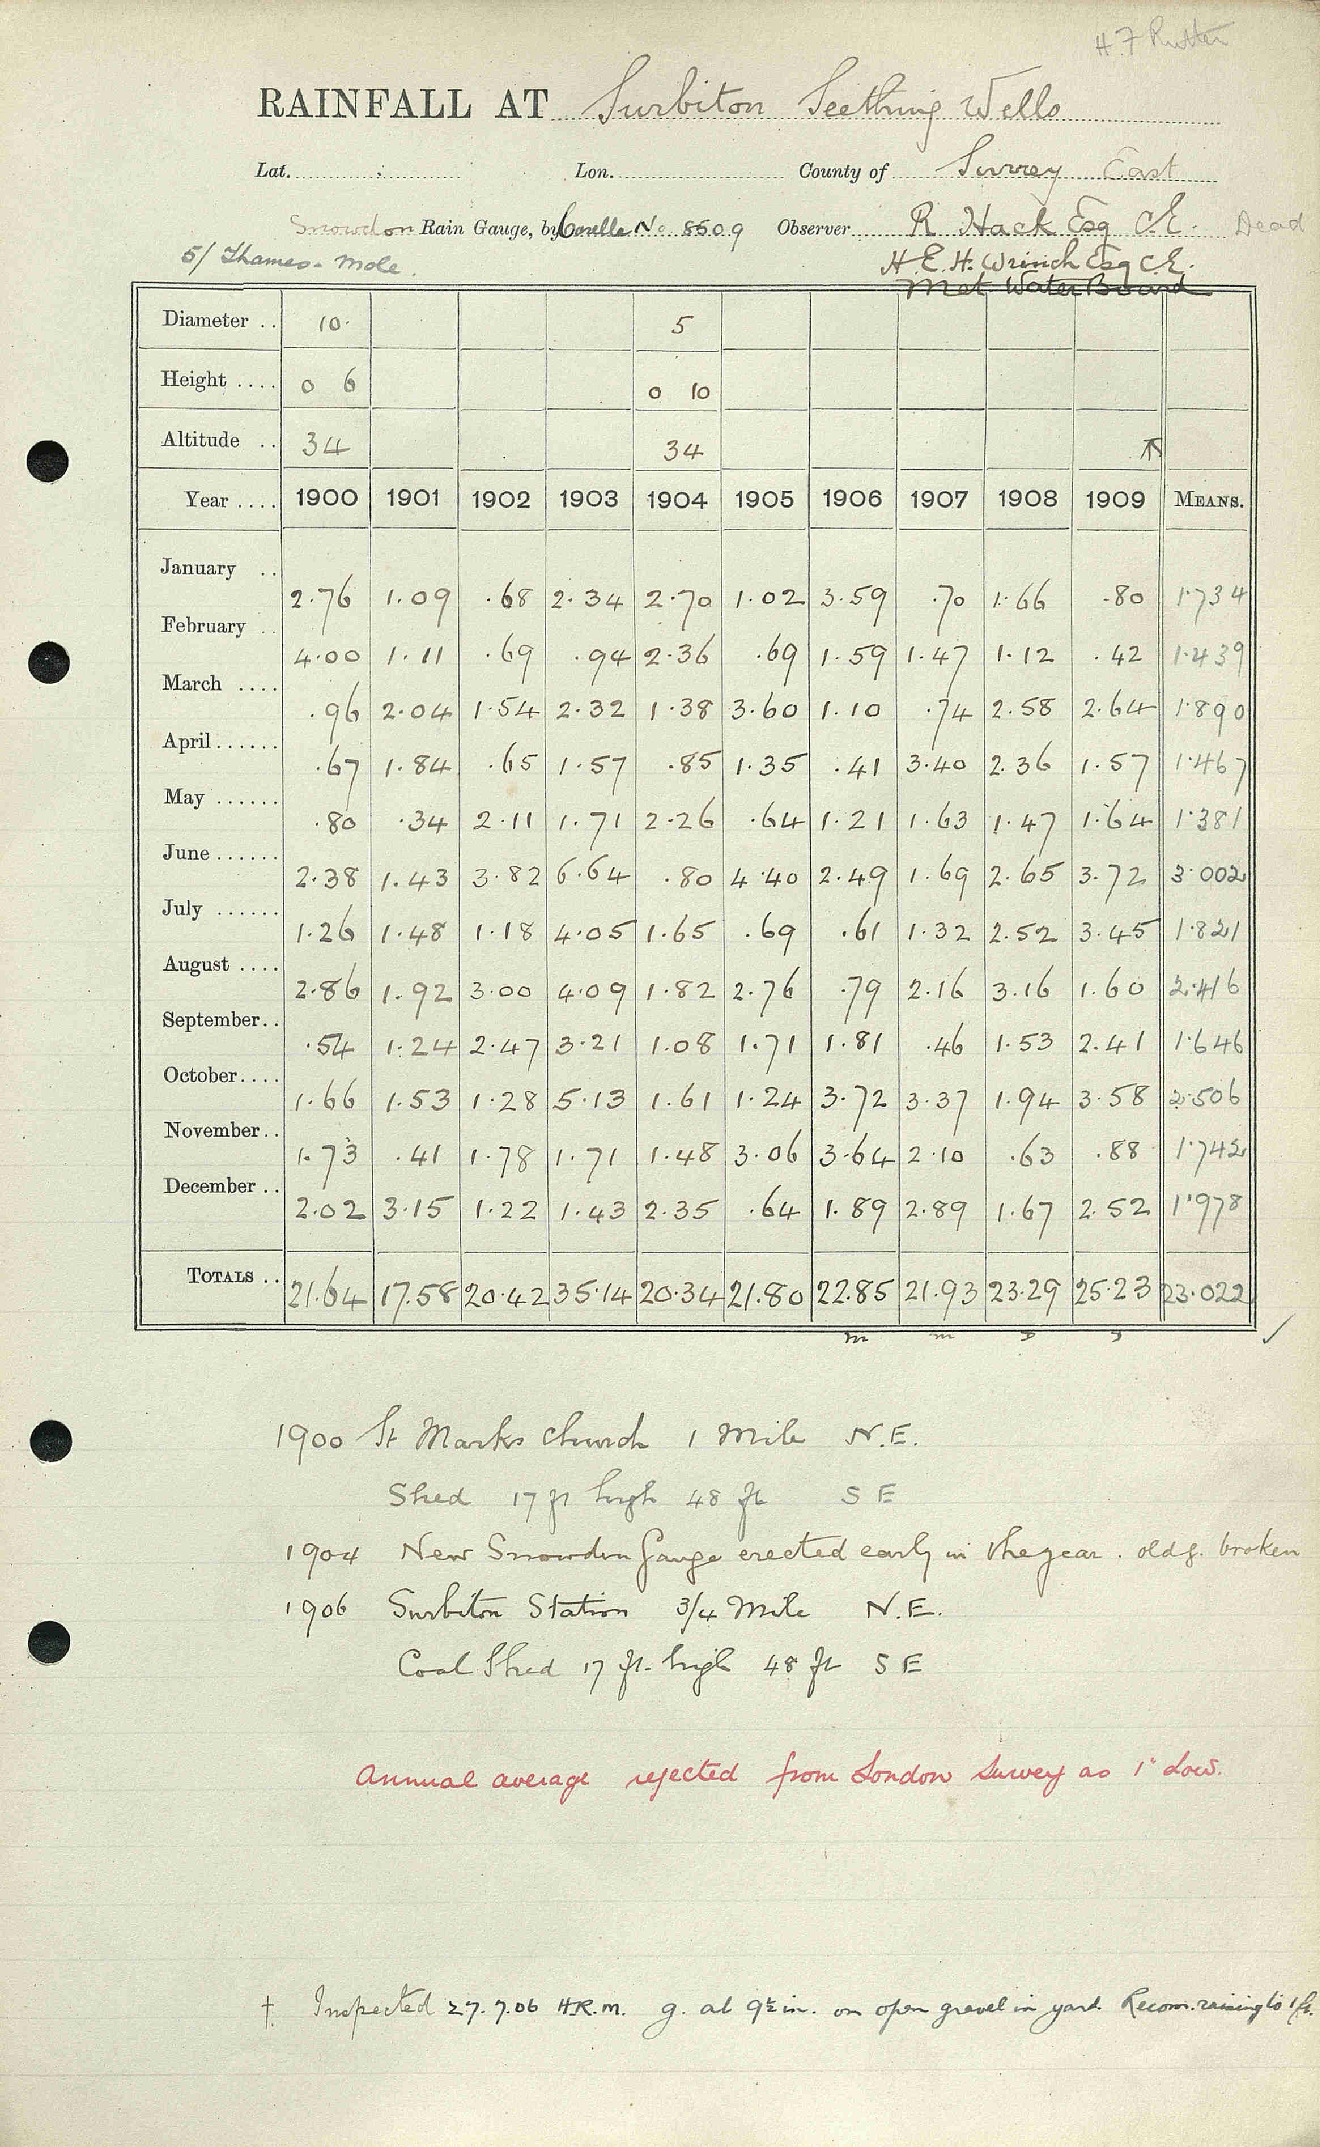 H.F Rutter
RAINFALL AT Surbiton Seething Wells
Lat. Lon. County of Surrey East
Snowdon Rain Gauge, by Casella No. 8509 Observer R Hack Esq C.E. Dead
5/ Thames - Mole. H. E. H. Wrinch Esq C.E.
Met Water Board
Diameter .. 10 5
Height .... 0 6 0 10
Altitude .. 34 34
Year .... 1900 1901 1902 1903 1904 1905 1906 1907 1908 1909 MEANS.
January .. 2.76 1.09 .68 2.34 2.70 1.02 3.59 .70 1.66 .80 1.734
February .. 4.00 1.11 .69 .94 2.36 .69 1.59 1.47 1.12 .42 1.439
March .... .96 2.04 1.54 2.32 1.38 3.60 1.10 .74 2.58 2.64 1.890
April ...... .67 1.84 .65 1.57 .85 1.35 .41 3.40 2.36 1.57 1.467
May ...... .80 .34 2.11 1.71 2.26 .64 1.21 1.63 1.47 1.64 1.381
June ...... 2.38 1.43 3.82 6.64 .80 4.40 2.49 1.69 2.65 3.72 3.002
July ...... 1.26 1.48 1.18 4.05 1.65 .69 .61 1.32 2.52 3.45 1.821
August .... 2.86 1.92 3.00 4.09 1.82 2.76 .79 2.16 3.16 1.60 2.416
September.. .54 1.24 2.47 3.21 1.08 1.71 1.81 .46 1.53 2.41 1.646
October.... 1.66 1.53 1.28 5.13 1.61 1.24 3.72 3.37 1.94 3.58 2.506
November.. 1.73 .41 1.78 1.71 1.48 3.06 3.64 2.10 .63 .88 1.742
December .. 2.02 3.15 1.22 1.43 2.35 .64 1.89 2.89 1.67 2.52 1.978
TOTALS .. 21.64 17.58 20.42 35.14 20.34 21.80 22.85 21.93 23.29 25.23 23.022
m m
1900 St Marks Church 1 Mile N.E.
Shed 17 ft high 48 ft S E
1904 New Snowdon Gauge erected early in the year. old g. broken
1906 Surbiton Station 3/4 Mile N.E.
Coal Shed 17 ft. high 48 ft S E
Annual average rejected from London Survey as 1" Low.
† Inspected 27.7.06 H.R.M. g. at 9½ in. on open gravel in yard. Recom. raising to 1 ft.